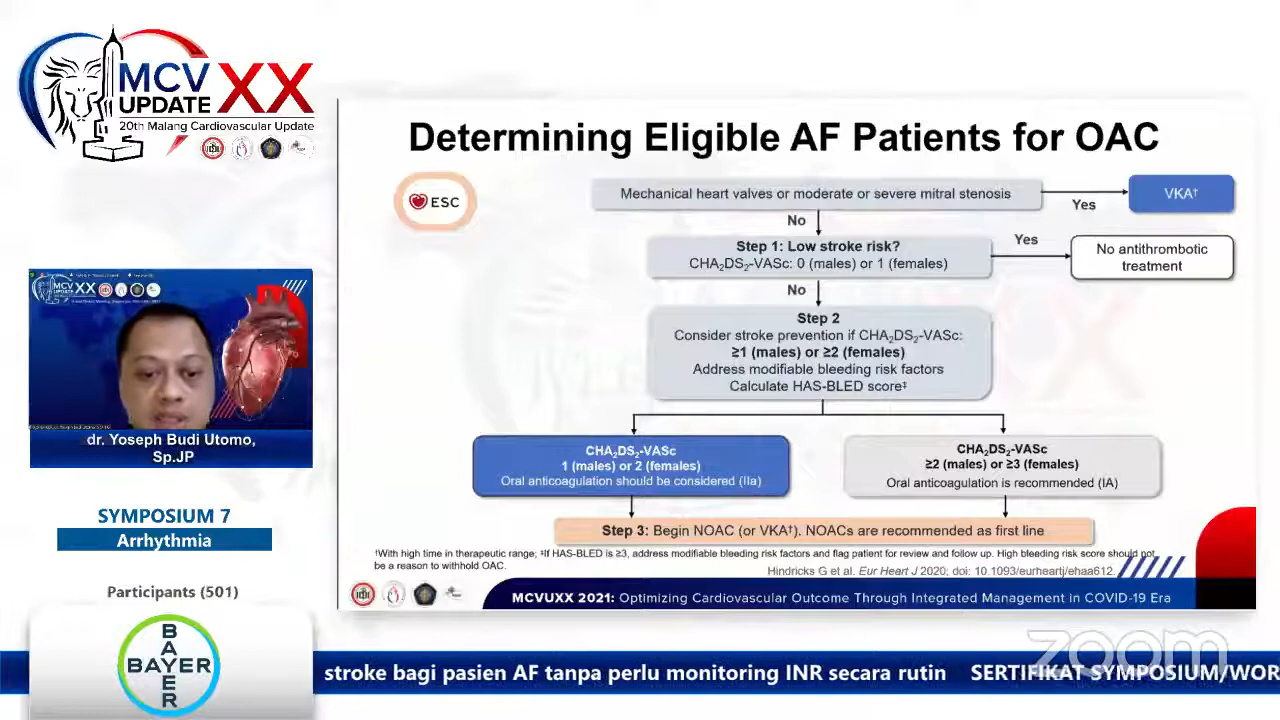 MCV
UPDATE
XX
20th Malang Cardiovascular Update
Determining Eligible AF Patients for OAC
ESC
Mechanical heart valves or moderate or severe mitral stenosis
Yes
VKA†
No
Step 1: Low stroke risk?
CHA₂DS₂-VASc: 0 (males) or 1 (females)
Yes
No antithrombotic
treatment
No
Step 2
Consider stroke prevention if CHA₂DS₂-VASc:
≥1 (males) or ≥2 (females)
Address modifiable bleeding risk factors
Calculate HAS-BLED score‡
CHA₂DS₂-VASc
1 (males) or 2 (females)
Oral anticoagulation should be considered (IIa)
CHA₂DS₂-VASc
≥2 (males) or ≥3 (females)
Oral anticoagulation is recommended (IA)
Step 3: Begin NOAC (or VKA†), NOACs are recommended as first line
†With high time in therapeutic range; ‡If HAS-BLED is ≥3, address modifiable bleeding risk factors and flag patient for review and follow up. High bleeding risk score should not
be a reason to withhold OAC.
Hindricks G et al. Eur Heart J 2020; doi: 10.1093/eurheartj/ehaa612.
MCVUXX 2021: Optimizing Cardiovascular Outcome Through Integrated Management in COVID-19 Era
MCV
UPDATE
XX
dr. Yoseph Budi Utomo,
Sp.JP
SYMPOSIUM 7
Arrhythmia
Participants (501)
BAYER
BAYER
zoom
stroke bagi pasien AF tanpa perlu monitoring INR secara rutin SERTIFIKAT SYMPOSIUM/WOR